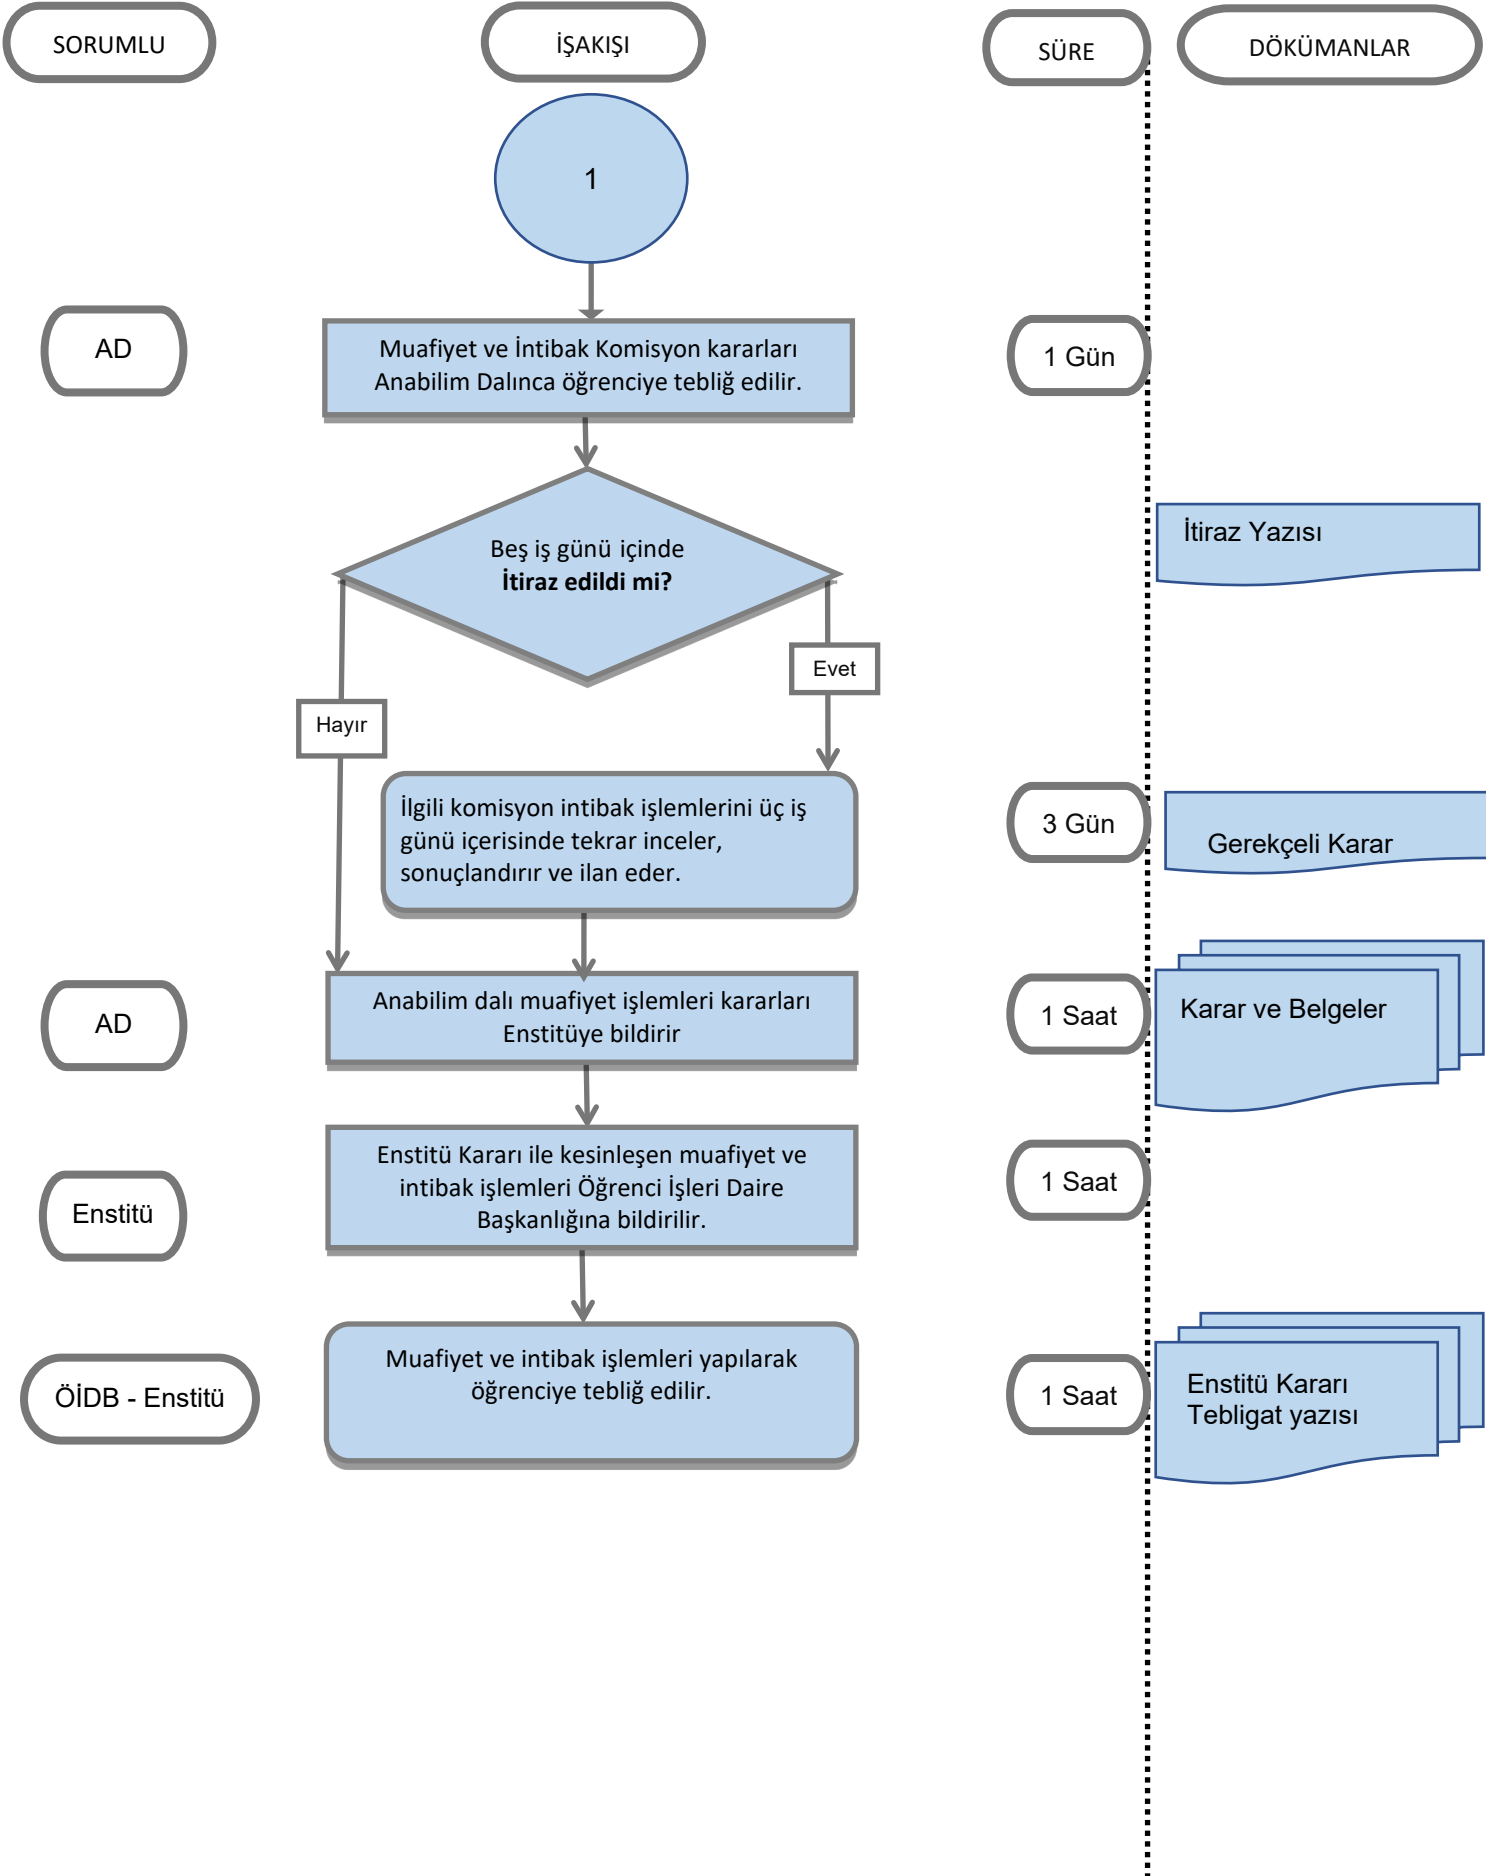 SORUMLU
İŞAKIŞI
SÜRE
DÖKÜMANLAR
1
AD
Muafiyet ve İntibak Komisyon kararları
Anabilim Dalınca öğrenciye tebliğ edilir.
1 Gün
Beş iş günü içinde
İtiraz edildi mi?
İtiraz Yazısı
Evet
Hayır
İlgili komisyon intibak işlemlerini üç iş
günü içerisinde tekrar inceler,
sonuçlandırır ve ilan eder.
3 Gün
Gerekçeli Karar
AD
Anabilim dalı muafiyet işlemleri kararları
Enstitüye bildirir
1 Saat
Karar ve Belgeler
Enstitü
Enstitü Kararı ile kesinleşen muafiyet ve
intibak işlemleri Öğrenci İşleri Daire
Başkanlığına bildirilir.
1 Saat
ÖİDB - Enstitü
Muafiyet ve intibak işlemleri yapılarak
öğrenciye tebliğ edilir.
1 Saat
Enstitü Kararı
Tebligat yazısı